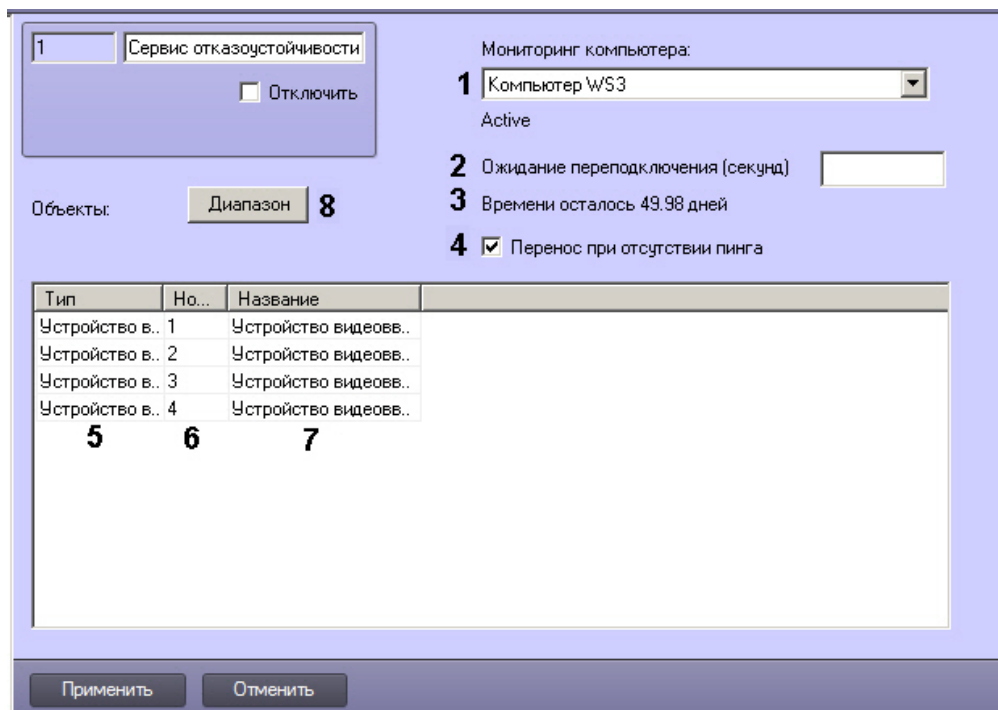 1 Сервис отказоустойчивости
Отключить
Мониторинг компьютера:
1 Компьютер WS3
Active
2 Ожидание переподключения (секунд)
3 Времени осталось 49.98 дней
4 Перенос при отсутствии пинга
Объекты: Диапазон 8
Тип Но... Название
Устройство в.. 1 Устройство видеовв..
Устройство в.. 2 Устройство видеовв..
Устройство в.. 3 Устройство видеовв..
Устройство в.. 4 Устройство видеовв..
5 6 7
Применить Отменить